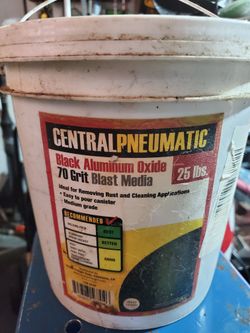 CENTRALPNEUMATIC
Black Aluminum Oxide
70 Grit Blast Media
25 lbs.
Ideal for Removing Rust and Cleaning Applications
• Easy to pour canister
• Medium grade
RECOMMENDED
BEST
BETTER
GOOD